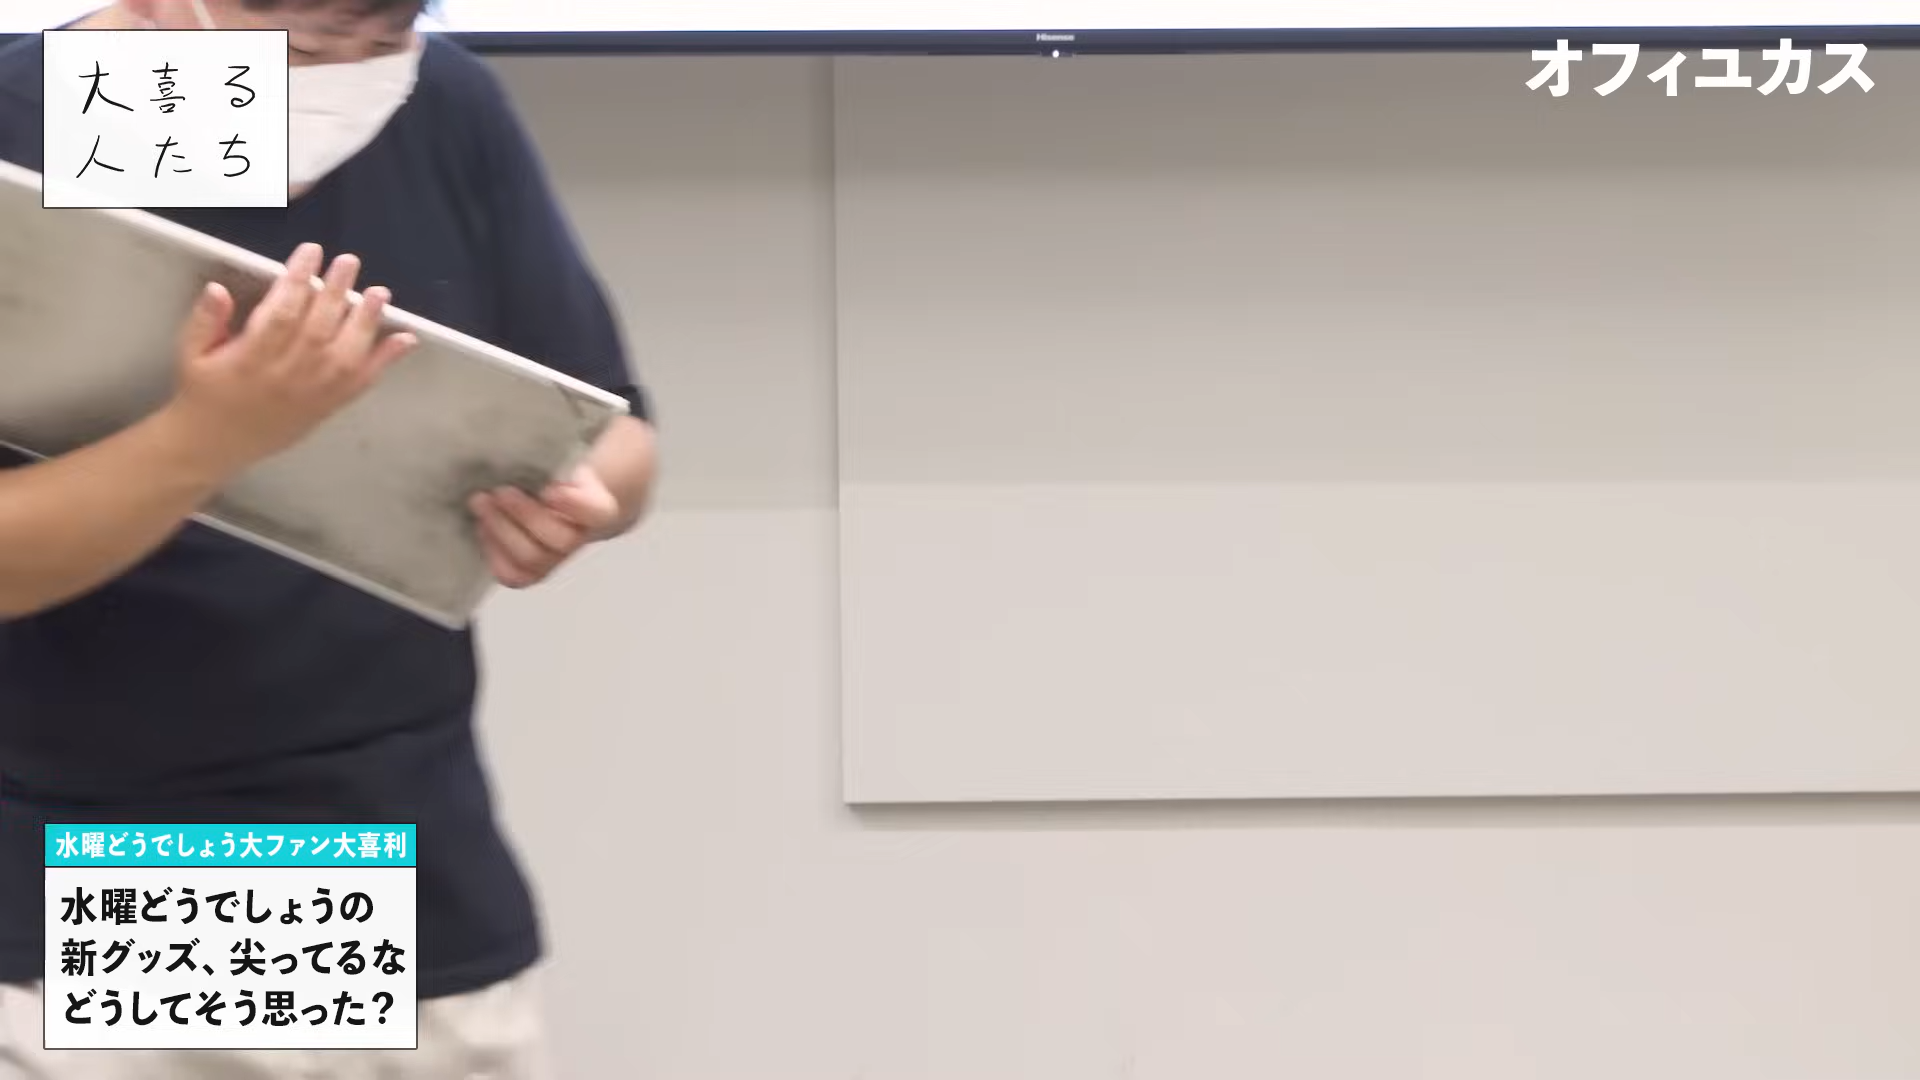 大喜る
人たち
Hisense
オフィユカス
水曜どうでしょう大ファン大喜利
水曜どうでしょうの
新グッズ、尖ってるな
どうしてそう思った？